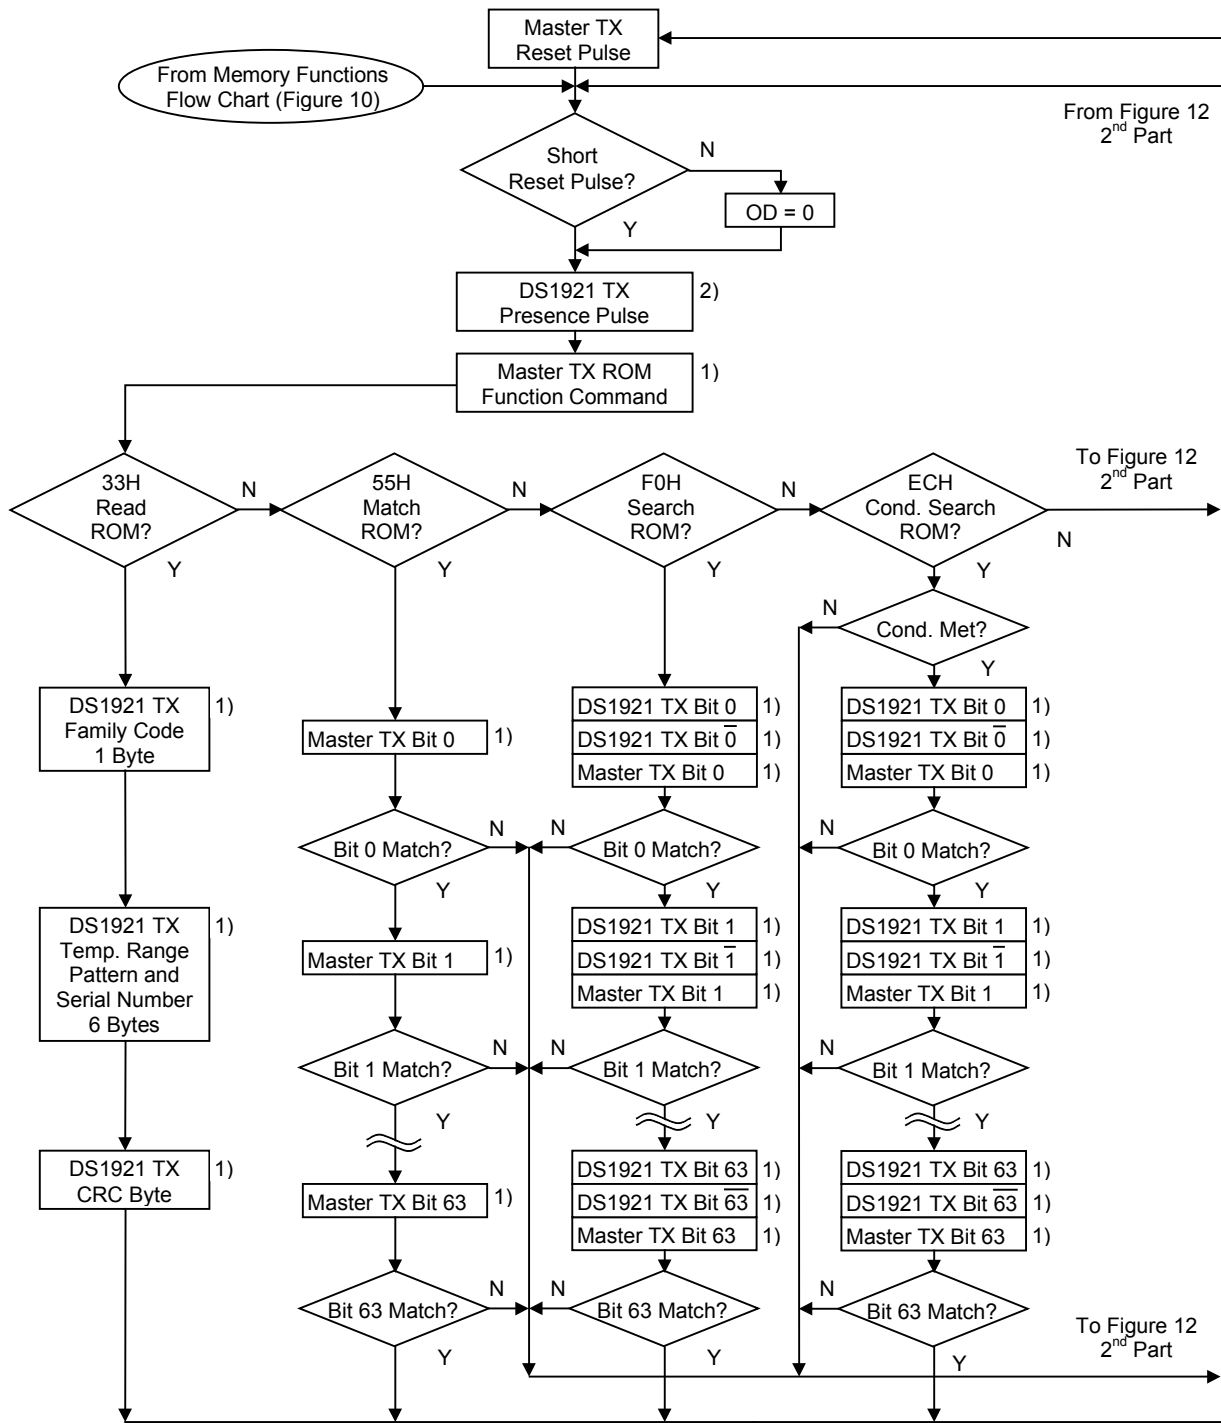 Master TX
Reset Pulse
From Memory Functions
Flow Chart (Figure 10)
From Figure 12
2nd Part
Short
Reset Pulse?
N
OD = 0
Y
DS1921 TX
Presence Pulse
2)
Master TX ROM
Function Command
1)
33H
Read
ROM?
N
Y
55H
Match
ROM?
N
Y
F0H
Search
ROM?
N
Y
ECH
Cond. Search
ROM?
N
Y
To Figure 12
2nd Part
Cond. Met?
N
Y
DS1921 TX
Family Code
1 Byte
1)
DS1921 TX
Temp. Range
Pattern and
Serial Number
6 Bytes
1)
DS1921 TX
CRC Byte
1)
Master TX Bit 0
1)
Bit 0 Match?
N
Y
Master TX Bit 1
1)
Bit 1 Match?
N
Y
Master TX Bit 63
1)
Bit 63 Match?
N
Y
DS1921 TX Bit 0
1)
DS1921 TX Bit 0̅
1)
Master TX Bit 0
1)
Bit 0 Match?
N
Y
DS1921 TX Bit 1
1)
DS1921 TX Bit 1̅
1)
Master TX Bit 1
1)
Bit 1 Match?
N
Y
DS1921 TX Bit 63
1)
DS1921 TX Bit 6̅3̅
1)
Master TX Bit 63
1)
Bit 63 Match?
N
Y
DS1921 TX Bit 0
1)
DS1921 TX Bit 0̅
1)
Master TX Bit 0
1)
Bit 0 Match?
N
Y
DS1921 TX Bit 1
1)
DS1921 TX Bit 1̅
1)
Master TX Bit 1
1)
Bit 1 Match?
N
Y
DS1921 TX Bit 63
1)
DS1921 TX Bit 6̅3̅
1)
Master TX Bit 63
1)
Bit 63 Match?
N
Y
To Figure 12
2nd Part